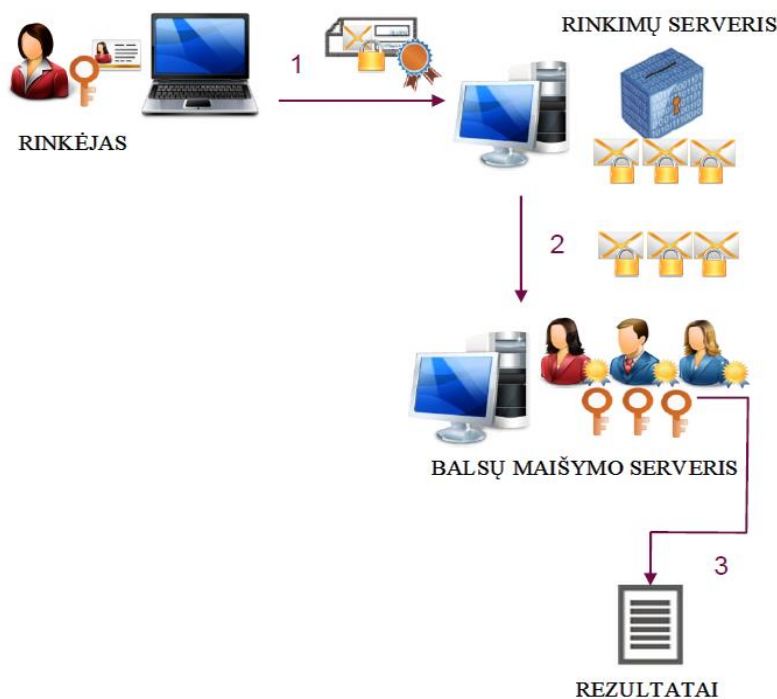 RINKIMŲ SERVERIS
1
RINKĖJAS
2
BALSŲ MAIŠYMO SERVERIS
3
REZULTATAI